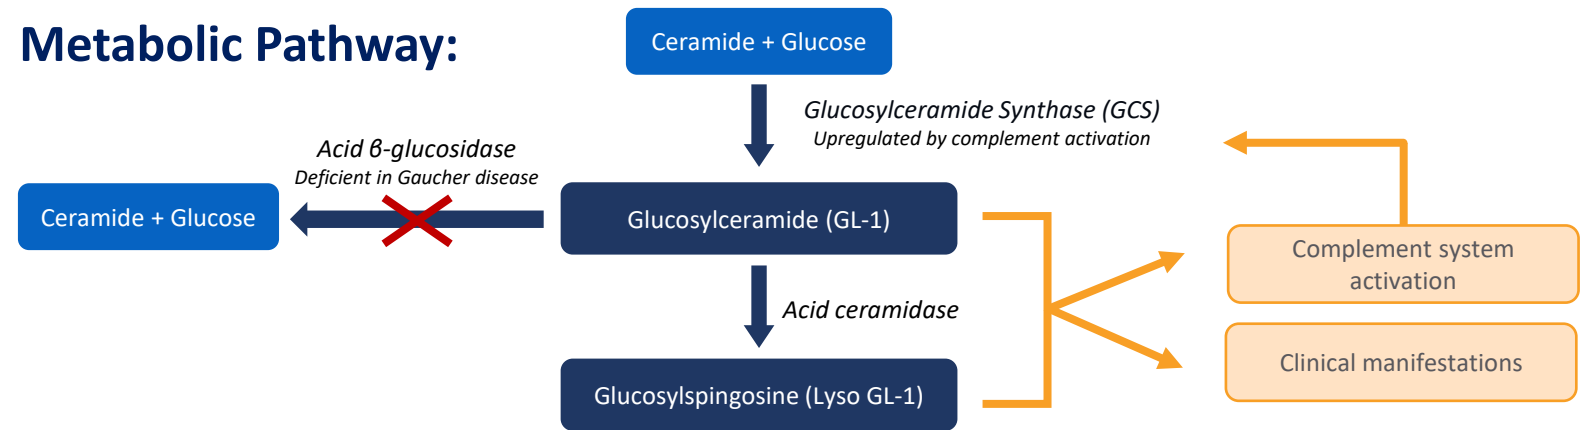 Metabolic Pathway:
Ceramide + Glucose
Glucosylceramide Synthase (GCS)
Upregulated by complement activation
Acid β-glucosidase
Deficient in Gaucher disease
Ceramide + Glucose
Glucosylceramide (GL-1)
Complement system
activation
Acid ceramidase
Clinical manifestations
Glucosylspingosine (Lyso GL-1)